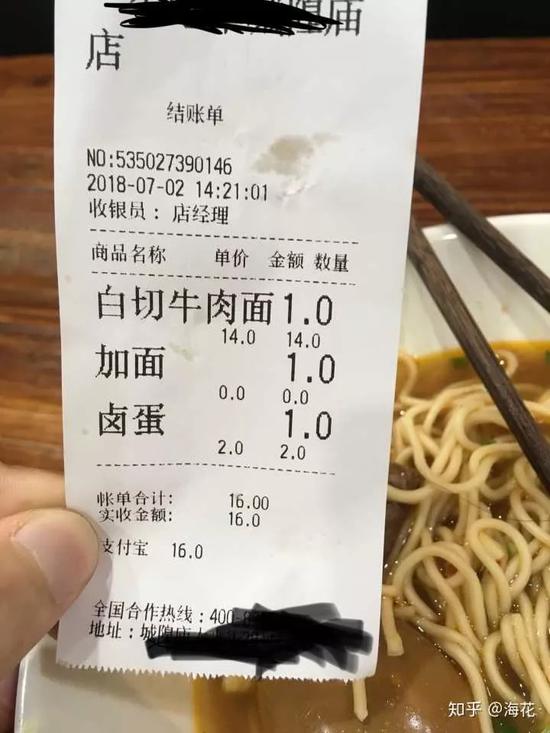 隍庙
店
结账单
NO:535027390146
2018-07-02 14:21:01
收银员：店经理
商品名称 单价 金额 数量
白切牛肉面 1.0
14.0 14.0
加面 1.0
0.0 0.0
卤蛋 1.0
2.0 2.0
帐单合计: 16.00
实收金额: 16.0
支付宝 16.0
全国合作热线：400-8
地址：城隍庙
知乎 @海花